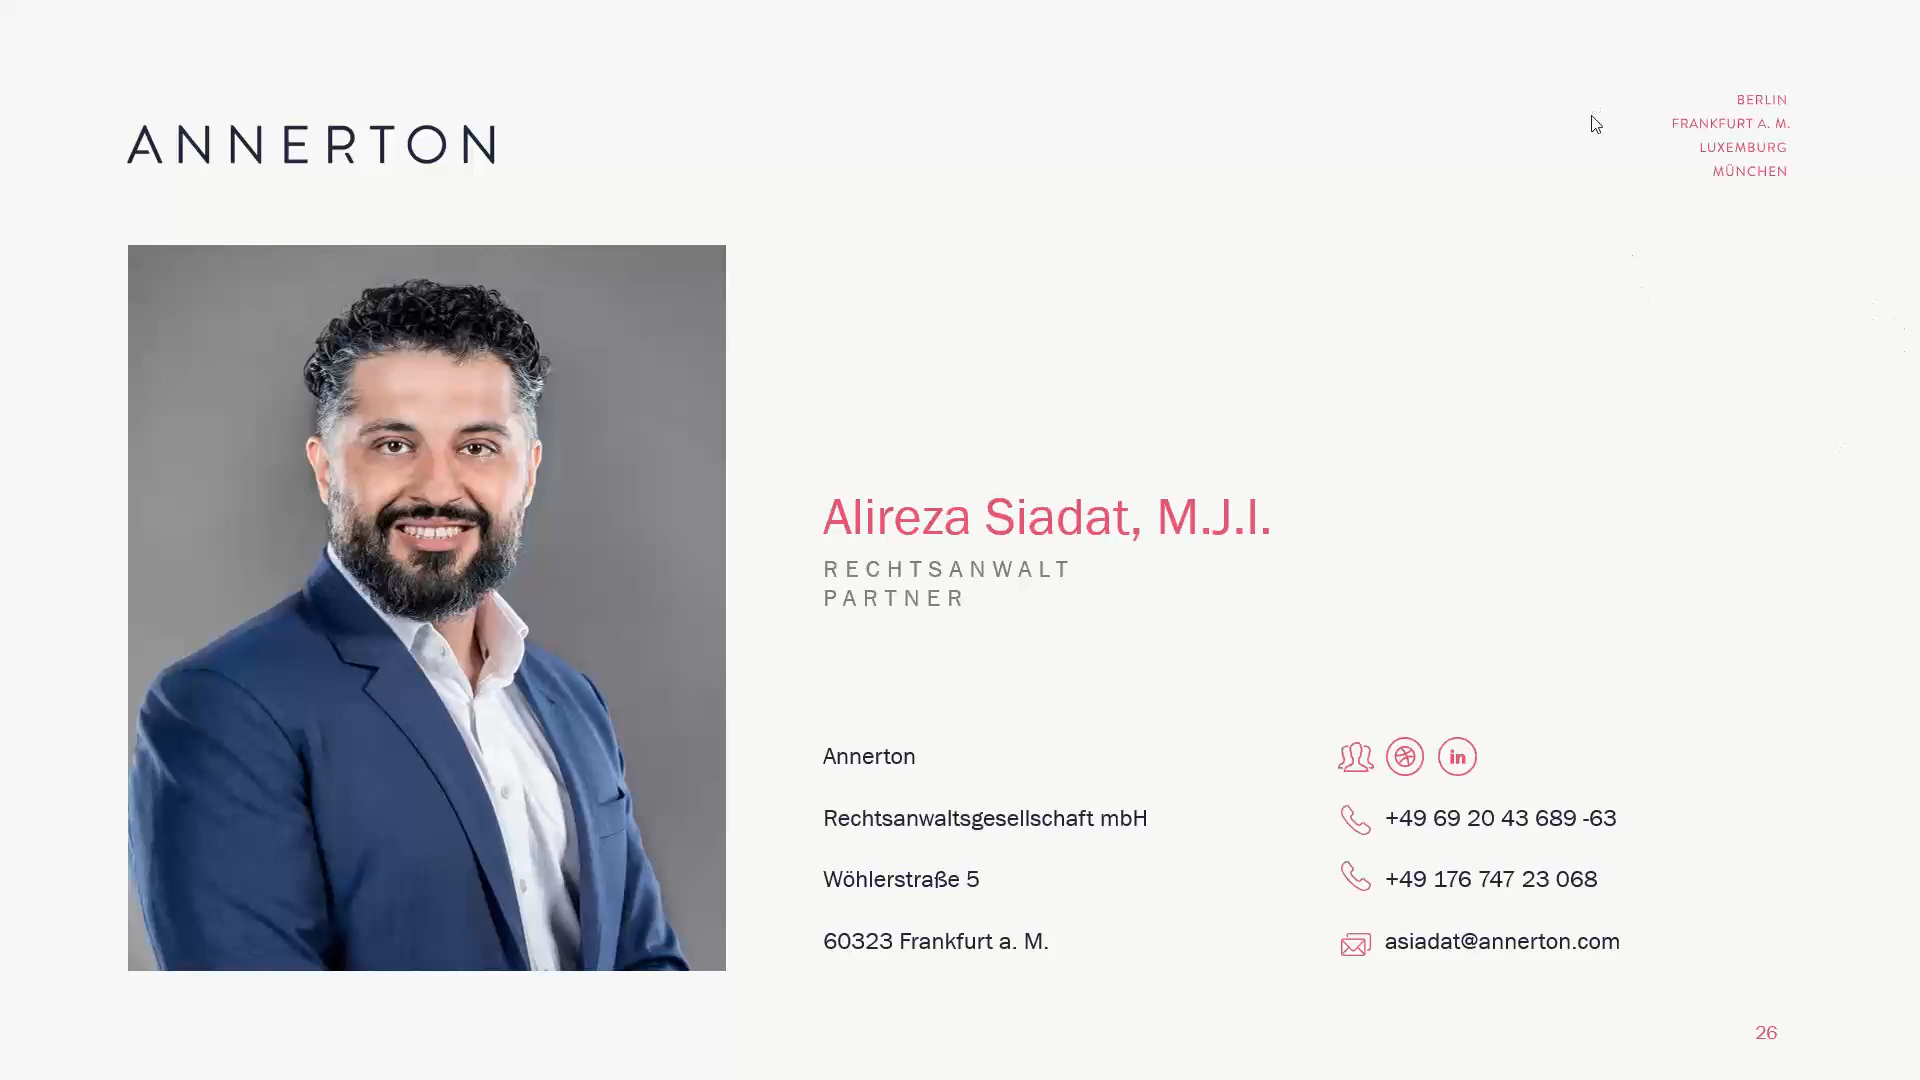 ANNERTON
BERLIN
FRANKFURT A. M.
LUXEMBURG
MÜNCHEN
Alireza Siadat, M.J.I.
RECHTSANWALT
PARTNER
Annerton
Rechtsanwaltsgesellschaft mbH
Wöhlerstraße 5
60323 Frankfurt a. M.
in
+49 69 20 43 689 -63
+49 176 747 23 068
asiadat@annerton.com
26